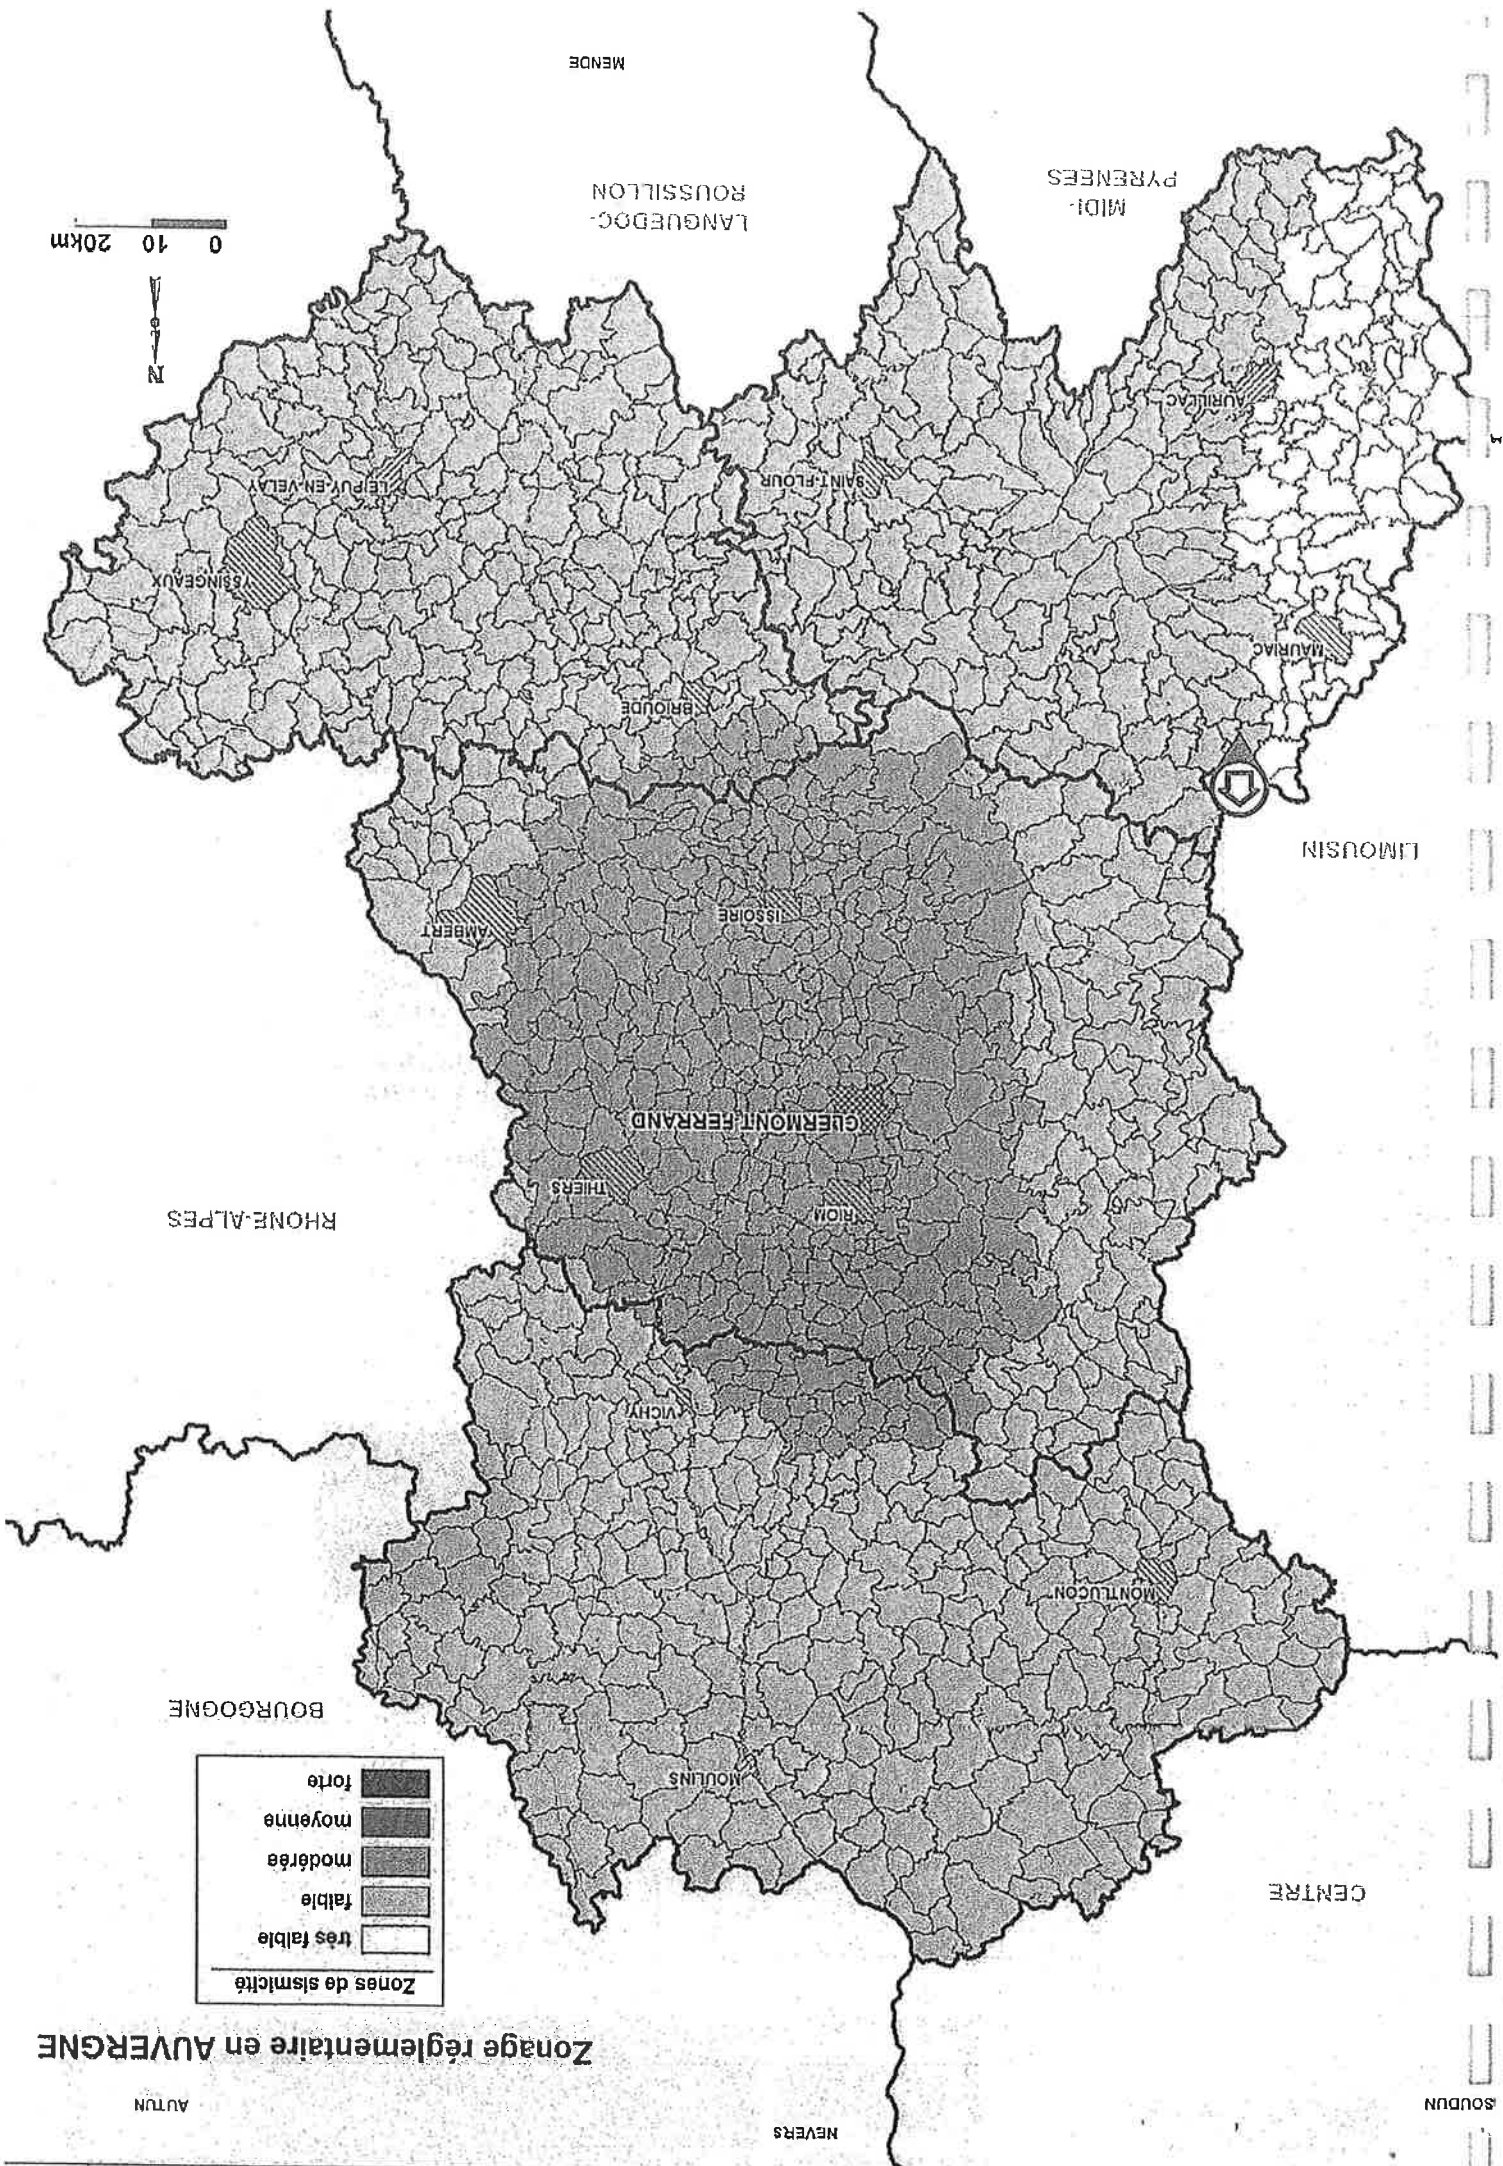 SOUDUN
NEVERS
AUTUN
Zonage réglementaire en AUVERGNE
Zones de sismicité
très faible
faible
modérée
moyenne
forte
CENTRE
MOULINS
BOURGOGNE
MONTLUCON
VICHY
RIOM
THIERS
RHONE-ALPES
CLERMONT-FERRAND
ISSOIRE
AMBERT
LIMOUSIN
BRIOUDE
MAURIAC
YSSINGEAUX
SAINT-FLOUR
LE PUY-EN-VELAY
AURILLAC
N
0 10 20km
MIDI-
PYRENEES
LANGUEDOC-
ROUSSILLON
MENDE